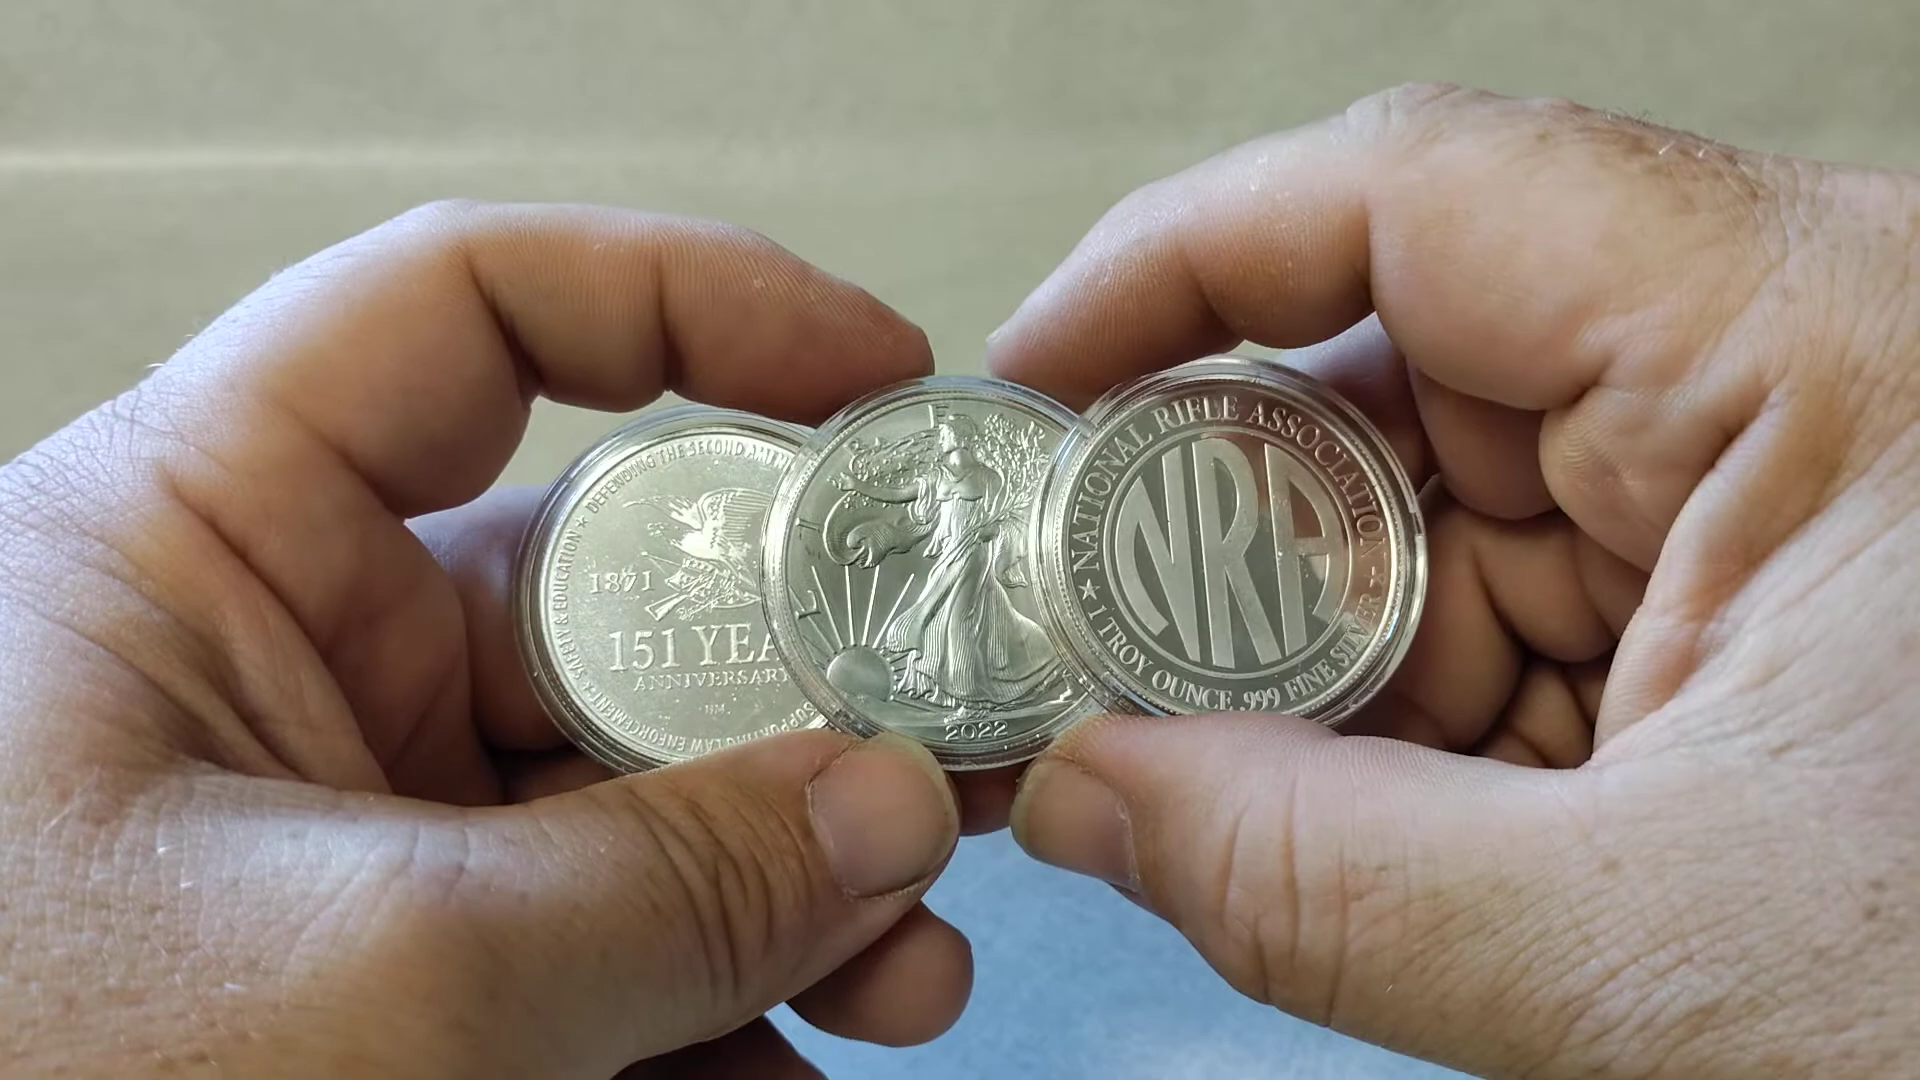 ★ DEFENDING THE SECOND AMEN
SAFETY & EDUCATION
SUPPORTING LAW ENFORCEMENT ★
1871
151 YEA
ANNIVERSARY
L I
E
2022
NATIONAL RIFLE ASSOCIATION
NRA
★ 1 TROY OUNCE .999 FINE SILVER ★